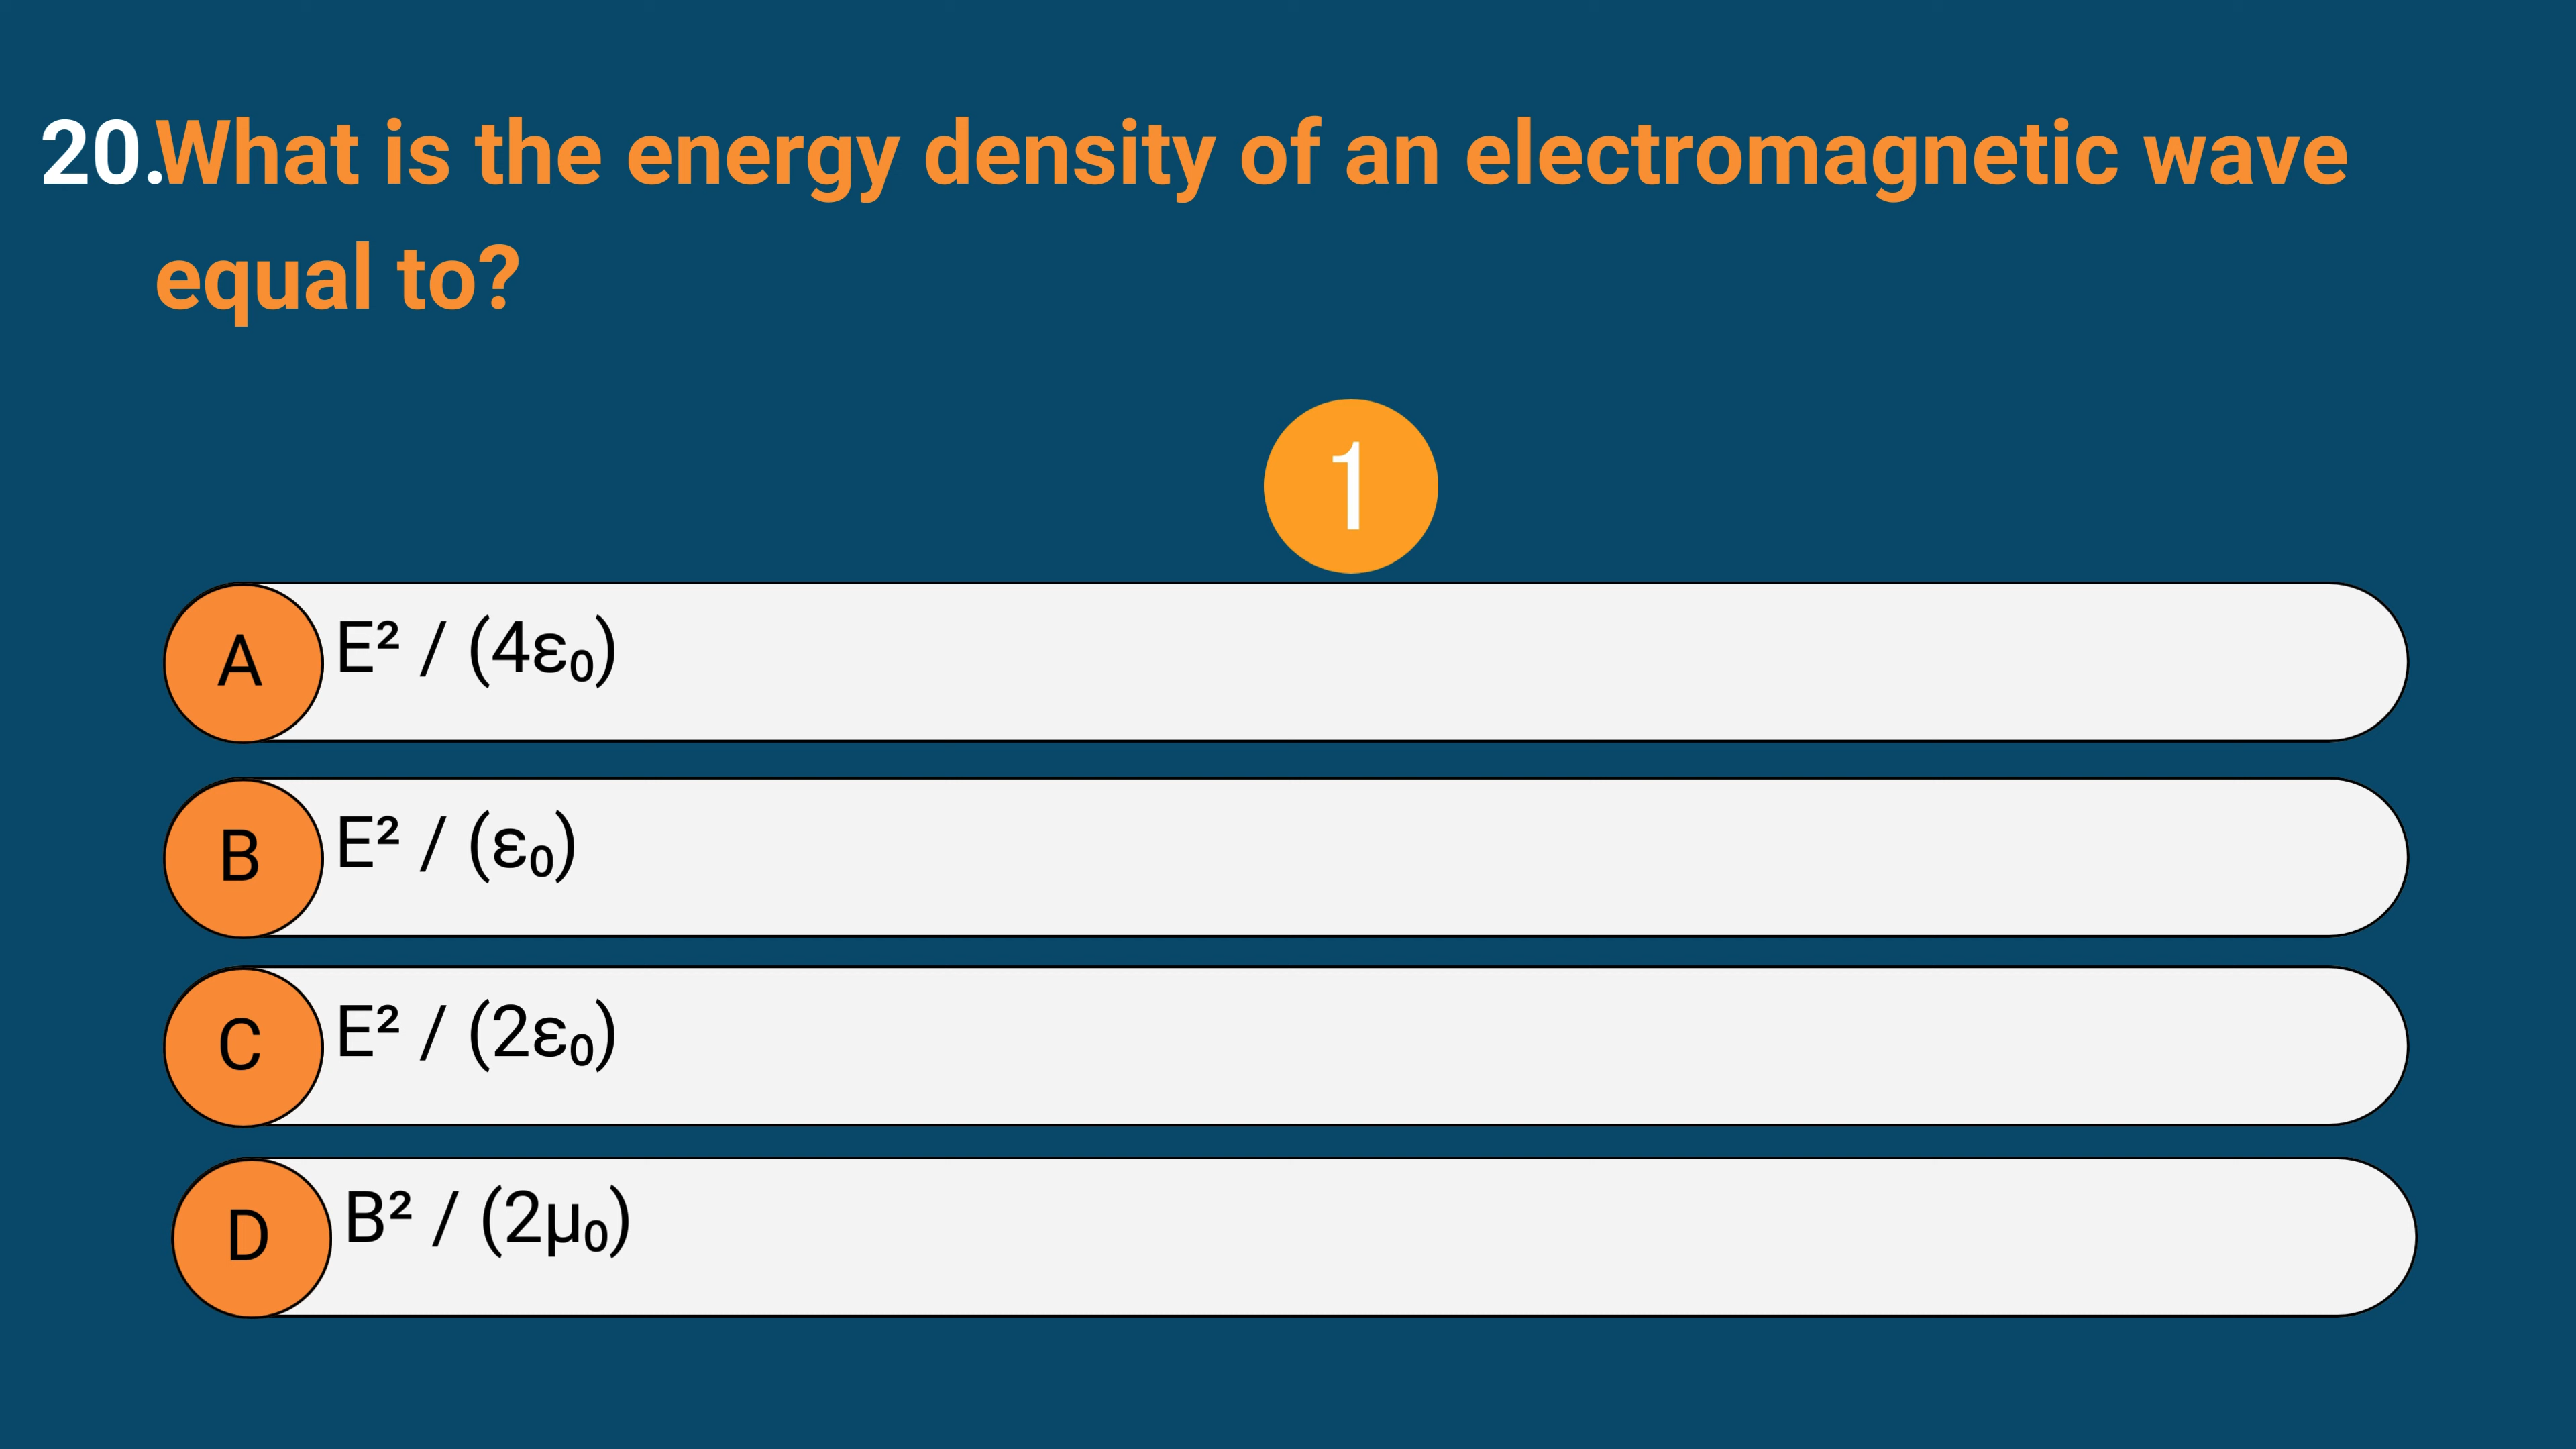 20.What is the energy density of an electromagnetic wave
equal to?
1
A E² / (4ε₀)
B E² / (ε₀)
C E² / (2ε₀)
D B² / (2μ₀)